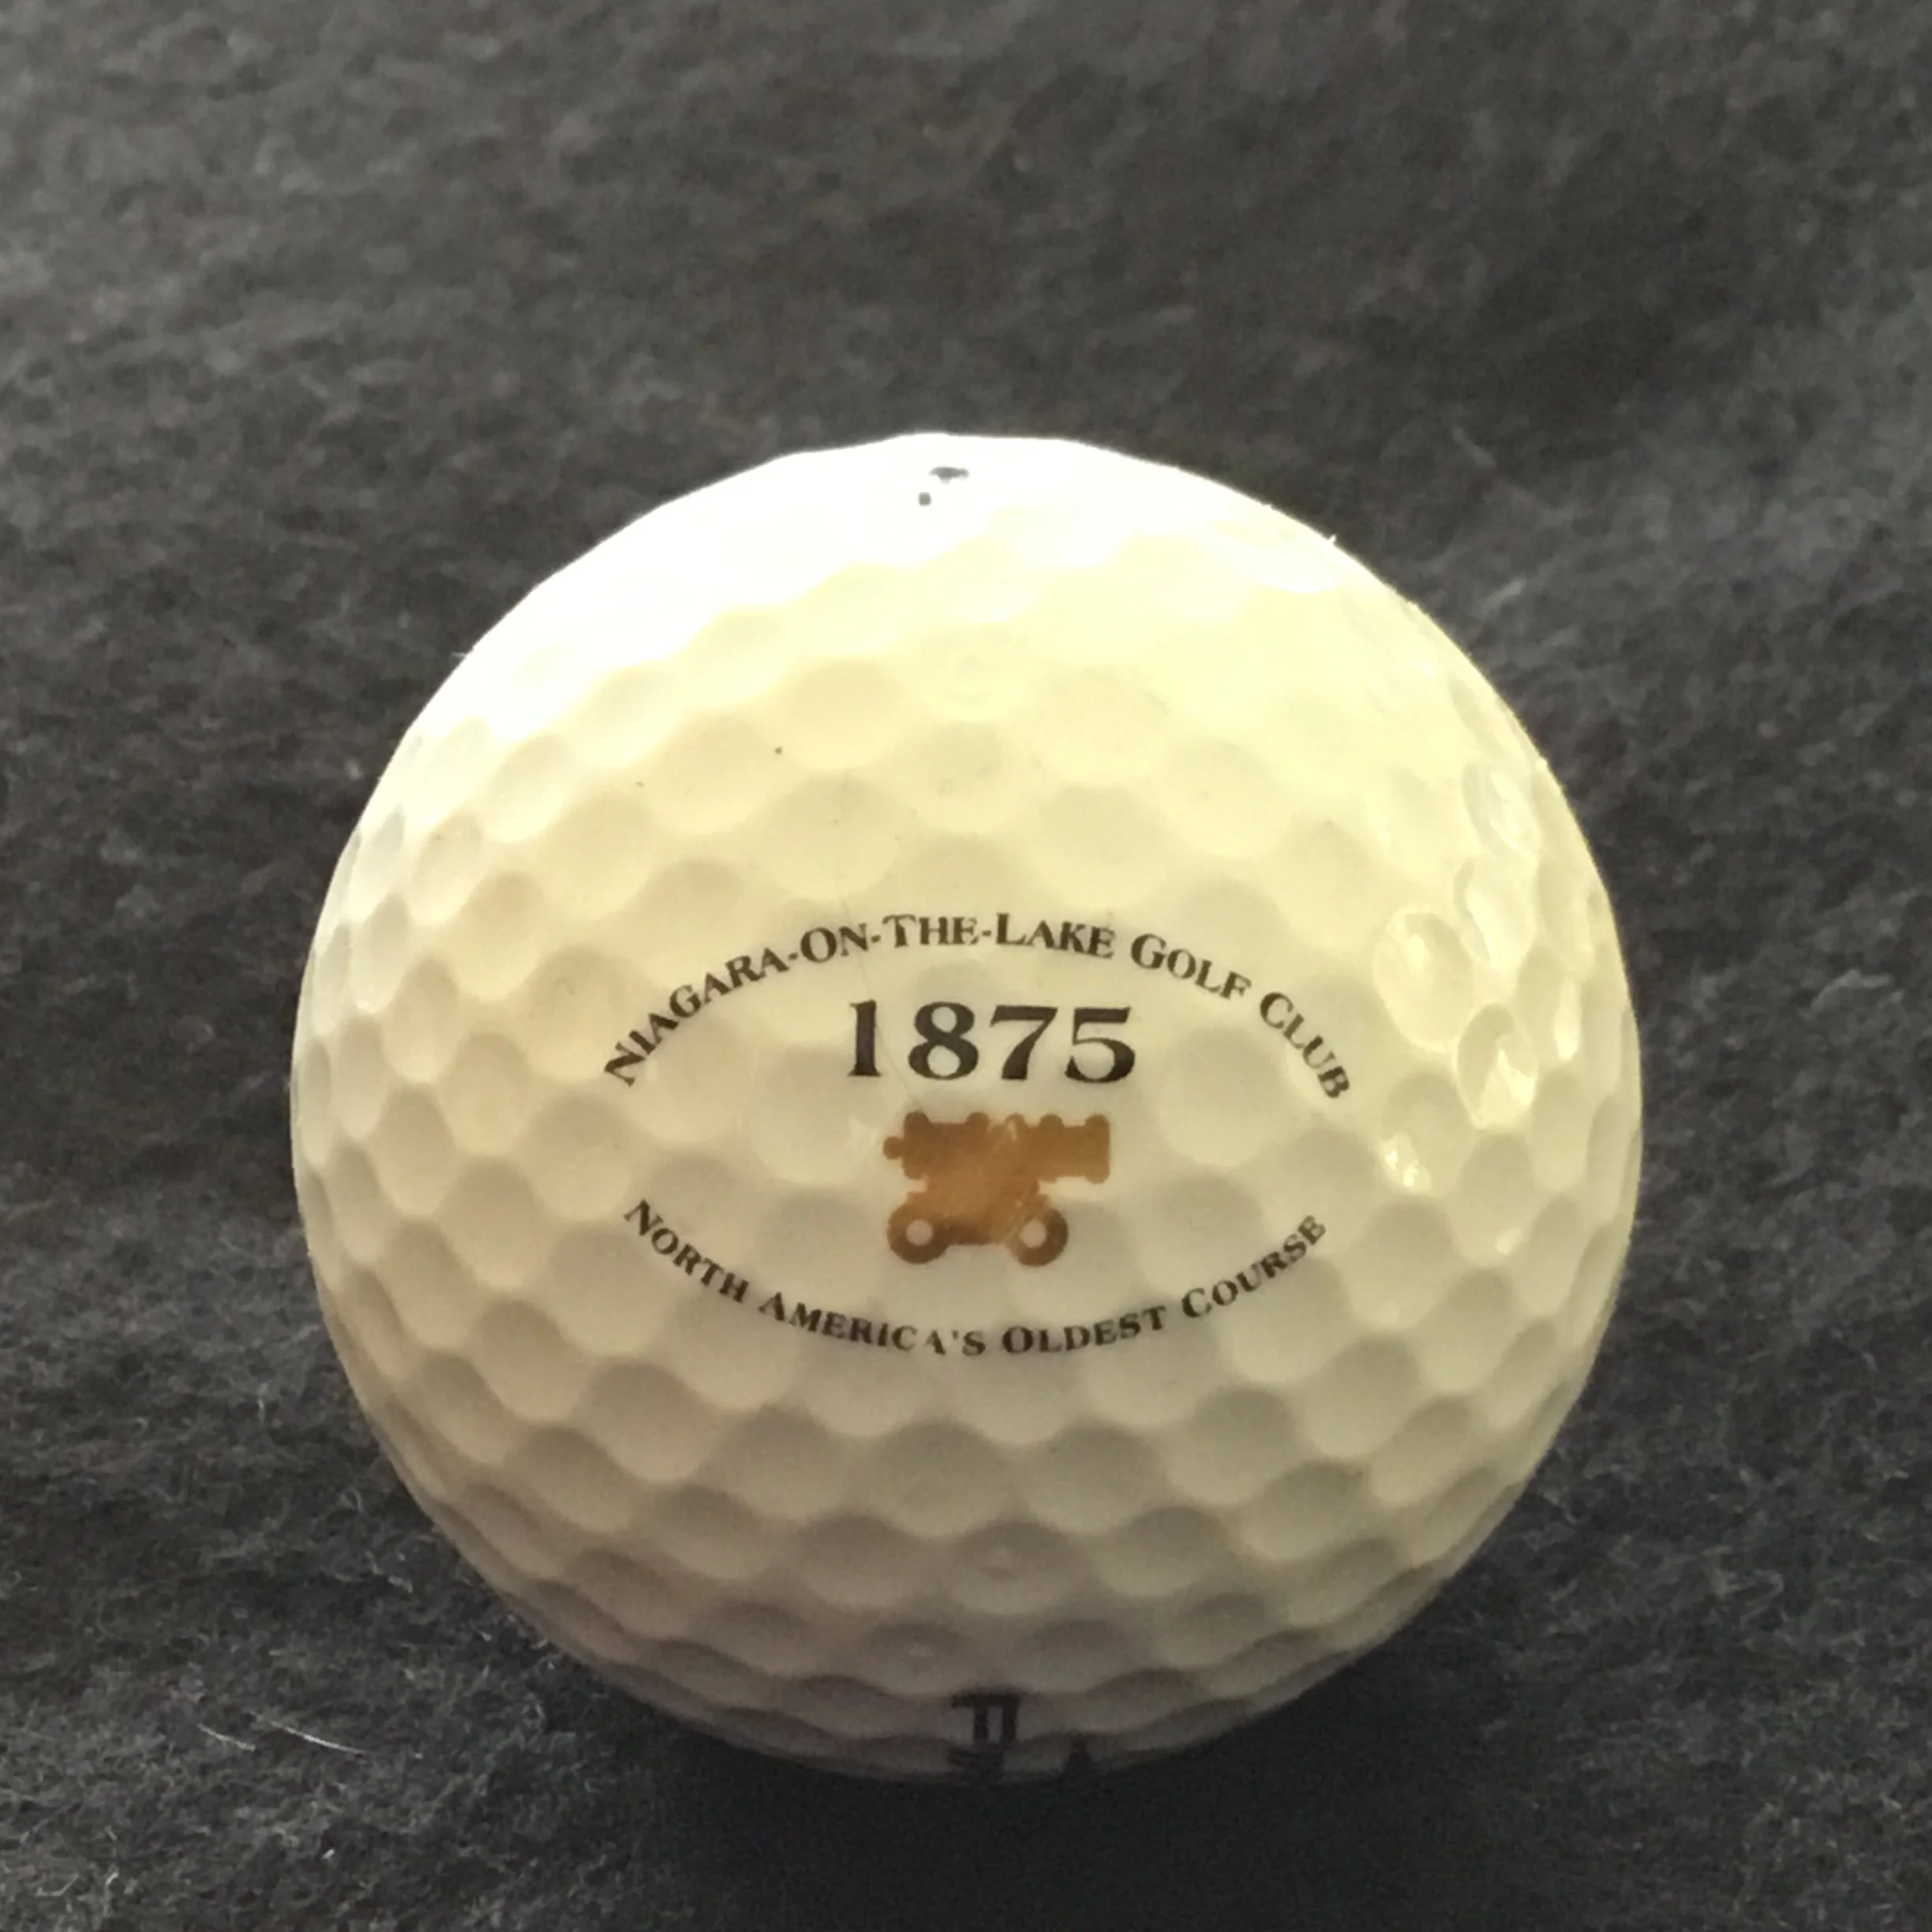 NIAGARA-ON-THE-LAKE GOLF CLUB
1875
NORTH AMERICA'S OLDEST COURSE